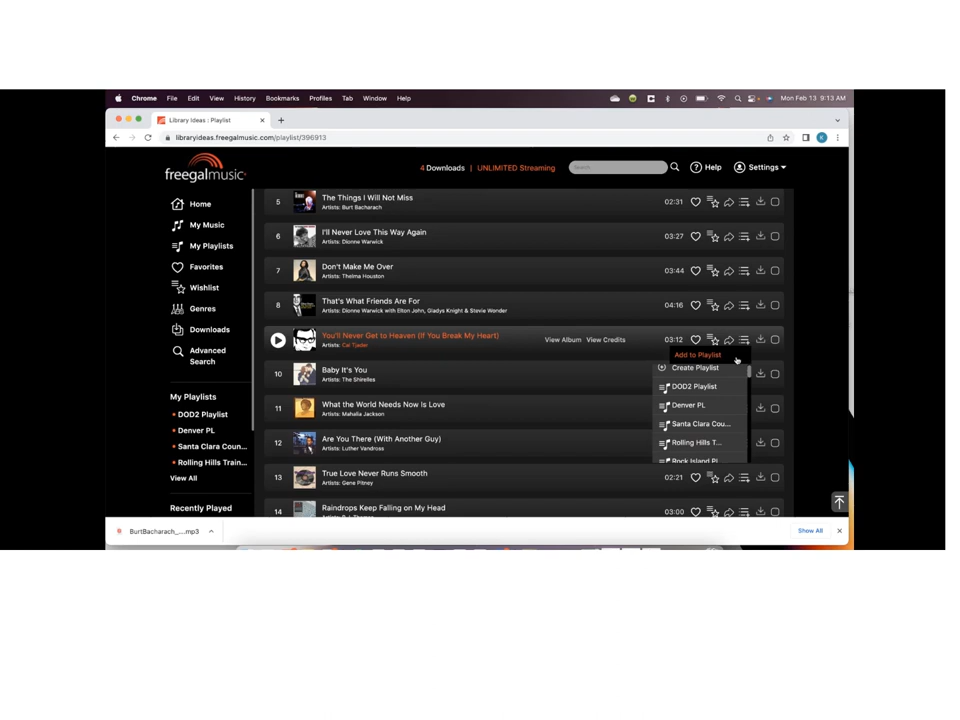 Chrome File Edit View History Bookmarks Profiles Tab Window Help Mon Feb 13 9:13 AM
Library Ideas : Playlist
libraryideas.freegalmusic.com/playlist/396913
freegalmusic
4 Downloads | UNLIMITED Streaming Search Help Settings
Home
My Music
My Playlists
Favorites
Wishlist
Genres
Downloads
Advanced
Search
My Playlists
DOD2 Playlist
Denver PL
Santa Clara Coun...
Rolling Hills Train...
View All
Recently Played
5 The Things I Will Not Miss 02:31
Artists: Burt Bacharach
6 I'll Never Love This Way Again 03:27
Artists: Dionne Warwick
7 Don't Make Me Over 03:44
Artists: Thelma Houston
8 That's What Friends Are For 04:16
Artists: Dionne Warwick with Elton John, Gladys Knight & Stevie Wonder
You'll Never Get to Heaven (If You Break My Heart) View Album View Credits 03:12
Artists: Cal Tjader
10 Baby It's You
Artists: The Shirelles
11 What the World Needs Now Is Love
Artists: Mahalia Jackson
12 Are You There (With Another Guy)
Artists: Luther Vandross
13 True Love Never Runs Smooth 02:21
Artists: Gene Pitney
14 Raindrops Keep Falling on My Head 03:00
Add to Playlist
Create Playlist
DOD2 Playlist
Denver PL
Santa Clara Cou...
Rolling Hills T...
Rock Island PL
BurtBacharach_....mp3 Show All